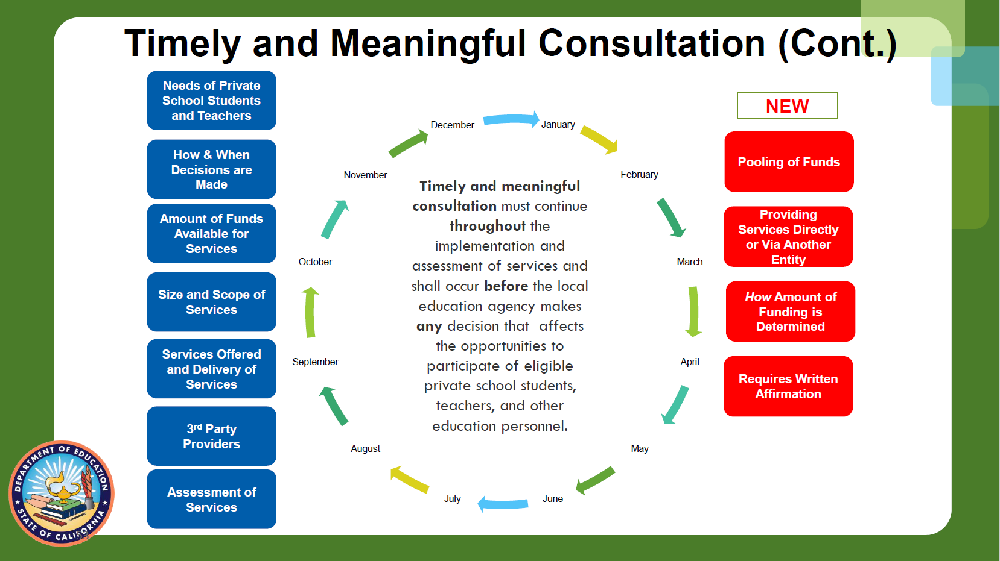 Timely and Meaningful Consultation (Cont.)
Needs of Private
School Students
and Teachers
How & When
Decisions are
Made
Amount of Funds
Available for
Services
Size and Scope of
Services
Services Offered
and Delivery of
Services
3rd Party
Providers
Assessment of
Services
December
January
February
March
April
May
June
July
August
September
October
November
Timely and meaningful
consultation must continue
throughout the
implementation and
assessment of services and
shall occur before the local
education agency makes
any decision that  affects
the opportunities to
participate of eligible
private school students,
teachers, and other
education personnel.
NEW
Pooling of Funds
Providing
Services Directly
or Via Another
Entity
How Amount of
Funding is
Determined
Requires Written
Affirmation
DEPARTMENT OF EDUCATION
STATE OF CALIFORNIA
53